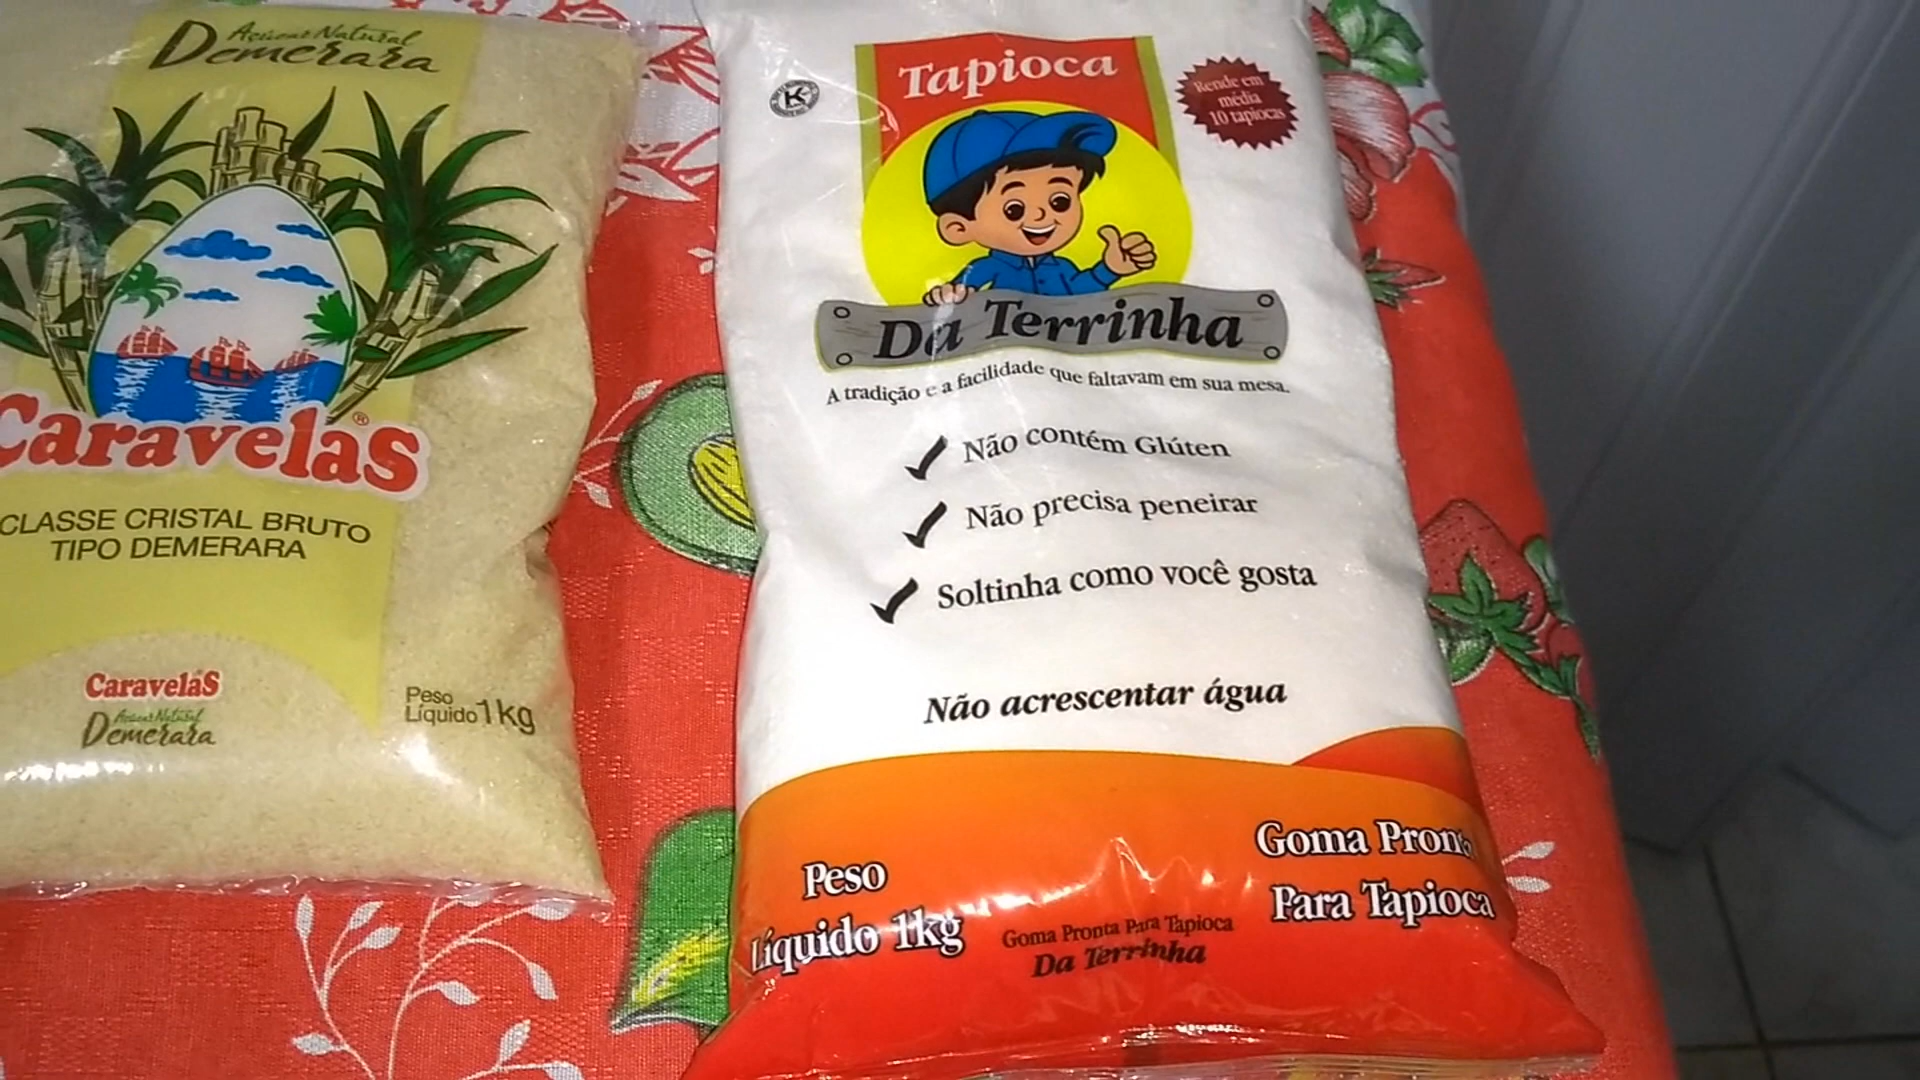 Açúcar Natural
Demerara
Caravelas®
CLASSE CRISTAL BRUTO
TIPO DEMERARA
Caravelas
Açúcar Natural
Demerara
Peso
Líquido 1kg
K
Tapioca
Rende em
média
10 tapiocas
Da Terrinha
A tradição e a facilidade que faltavam em sua mesa.
Não contém Glúten
Não precisa peneirar
Soltinha como você gosta
Não acrescentar água
Peso
Líquido 1kg
Goma Pronta Para Tapioca
Da Terrinha
Goma Pronta
Para Tapioca